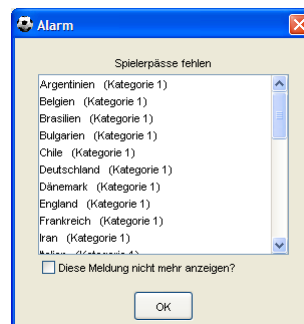 Alarm
Spielerpässe fehlen
Argentinien (Kategorie 1)
Belgien (Kategorie 1)
Brasilien (Kategorie 1)
Bulgarien (Kategorie 1)
Chile (Kategorie 1)
Deutschland (Kategorie 1)
Dänemark (Kategorie 1)
England (Kategorie 1)
Frankreich (Kategorie 1)
Iran (Kategorie 1)
Diese Meldung nicht mehr anzeigen?
OK